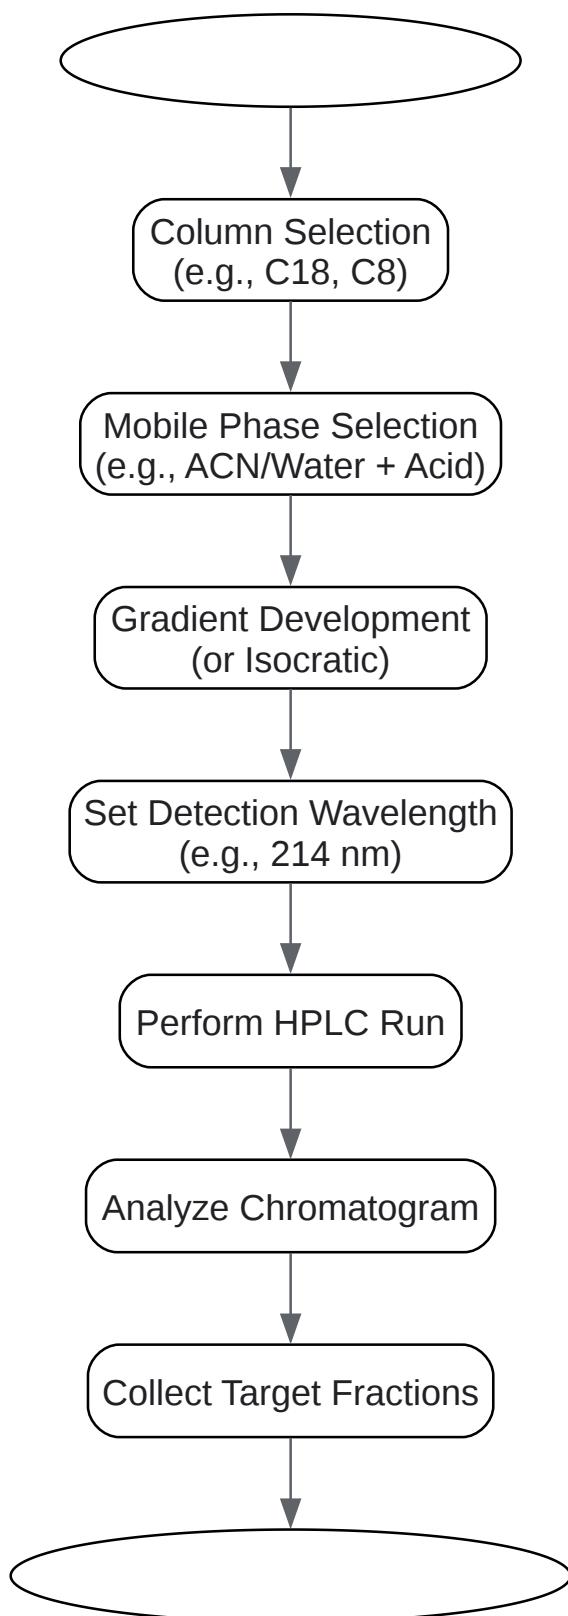 Column Selection
(e.g., C18, C8)
Mobile Phase Selection
(e.g., ACN/Water + Acid)
Gradient Development
(or Isocratic)
Set Detection Wavelength
(e.g., 214 nm)
Perform HPLC Run
Analyze Chromatogram
Collect Target Fractions